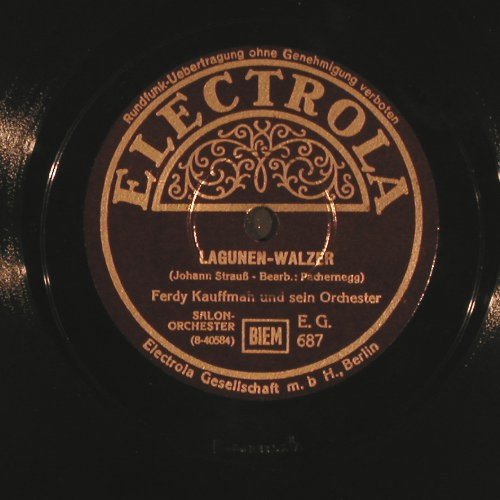 Rundfunk-Uebertragung ohne Genehmigung verboten
ELECTROLA
LAGUNEN-WALZER
(Johann Strauß - Bearb.: Pachernegg)
Ferdy Kauffman und sein Orchester
SALON-
ORCHESTER
(8-40584)
BIEM
E. G.
687
Electrola Gesellschaft m. b H., Berlin